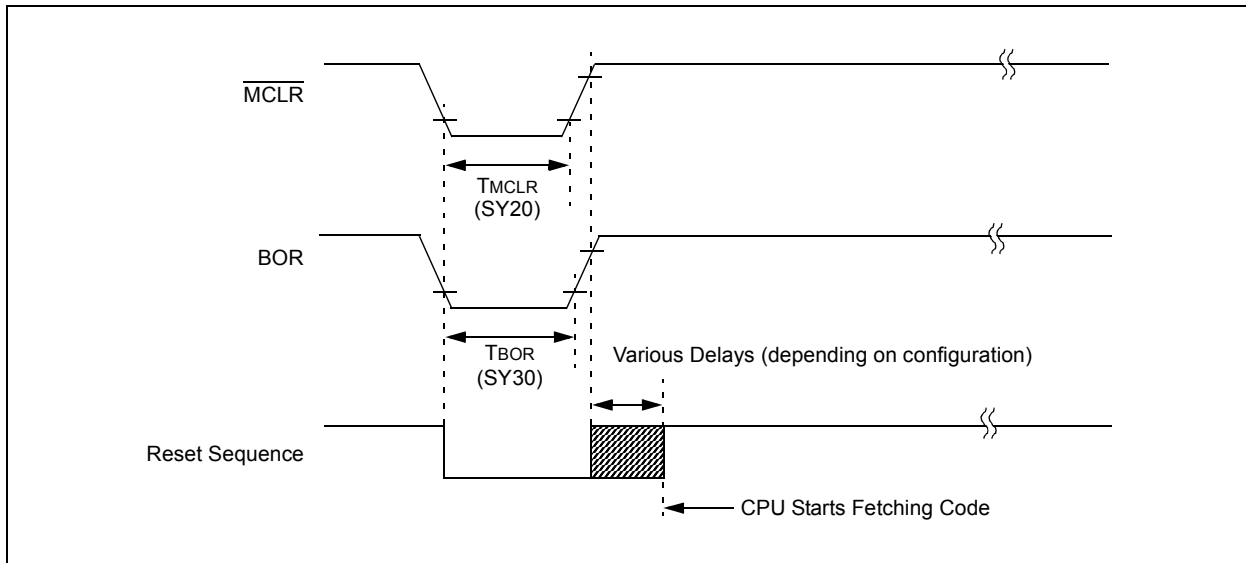 MCLR
TMCLR
(SY20)
BOR
TBOR
(SY30)
Various Delays (depending on configuration)
Reset Sequence
CPU Starts Fetching Code